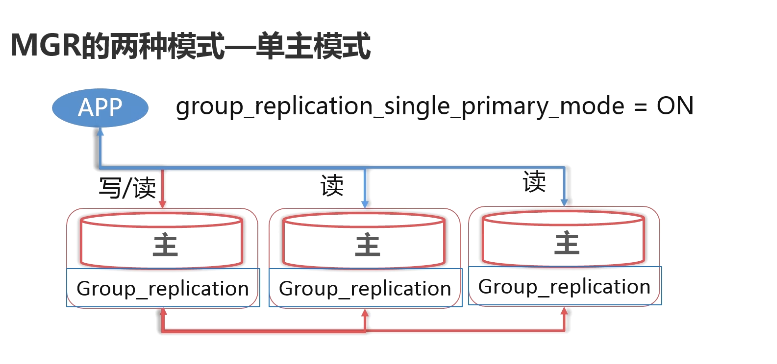 MGR的两种模式—单主模式
APP
group_replication_single_primary_mode = ON
写/读
读
读
主
主
主
Group_replication
Group_replication
Group_replication